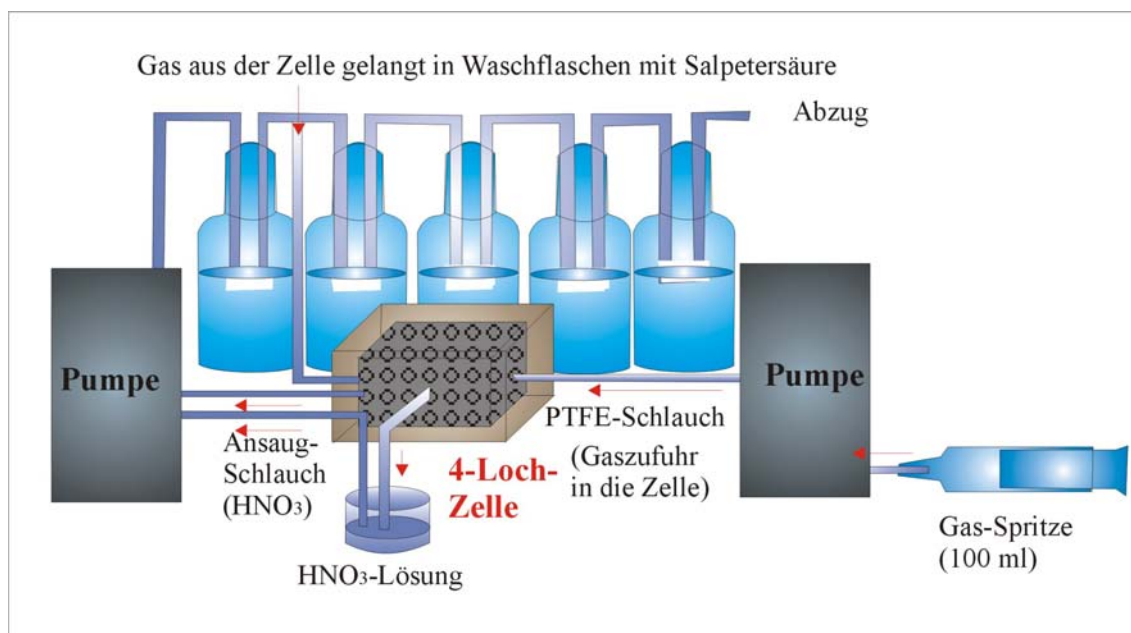 Gas aus der Zelle gelangt in Waschflaschen mit Salpetersäure
Abzug
Pumpe
Pumpe
PTFE-Schlauch
(Gaszufuhr
in die Zelle)
Ansaug-
Schlauch
(HNO3)
4-Loch-
Zelle
HNO3-Lösung
Gas-Spritze
(100 ml)